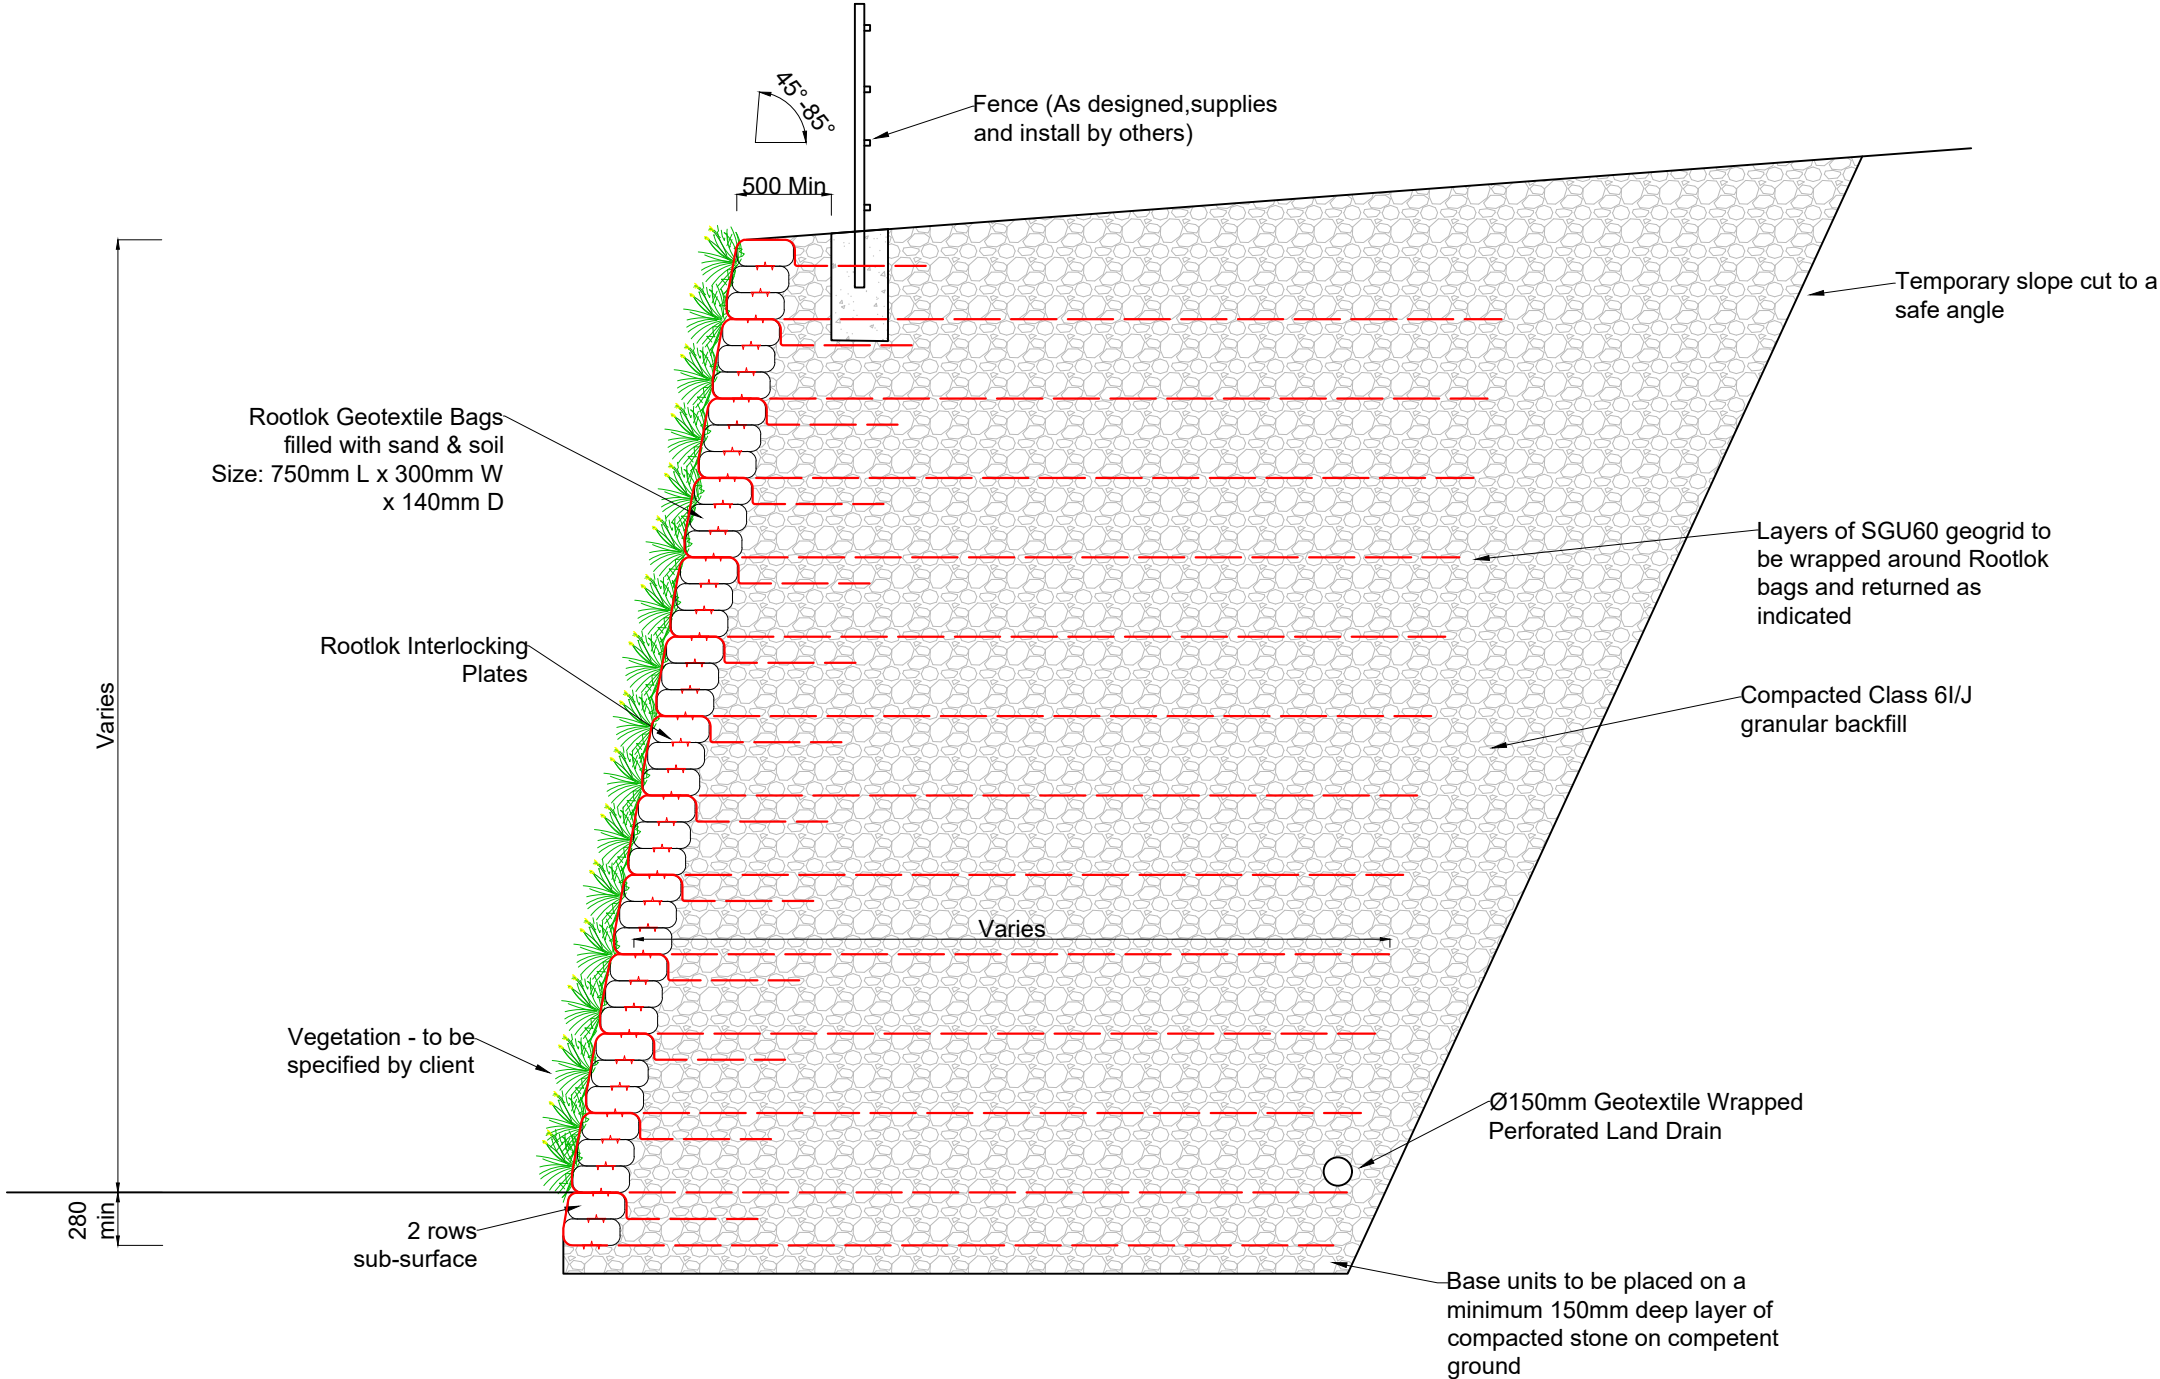 45°-85°
Fence (As designed,supplies
and install by others)
500 Min
Temporary slope cut to a
safe angle
Rootlok Geotextile Bags
filled with sand & soil
Size: 750mm L x 300mm W
x 140mm D
Layers of SGU60 geogrid to
be wrapped around Rootlok
bags and returned as
indicated
Rootlok Interlocking
Plates
Varies
Compacted Class 6I/J
granular backfill
Varies
Vegetation - to be
specified by client
Ø150mm Geotextile Wrapped
Perforated Land Drain
280
min
2 rows
sub-surface
Base units to be placed on a
minimum 150mm deep layer of
compacted stone on competent
ground